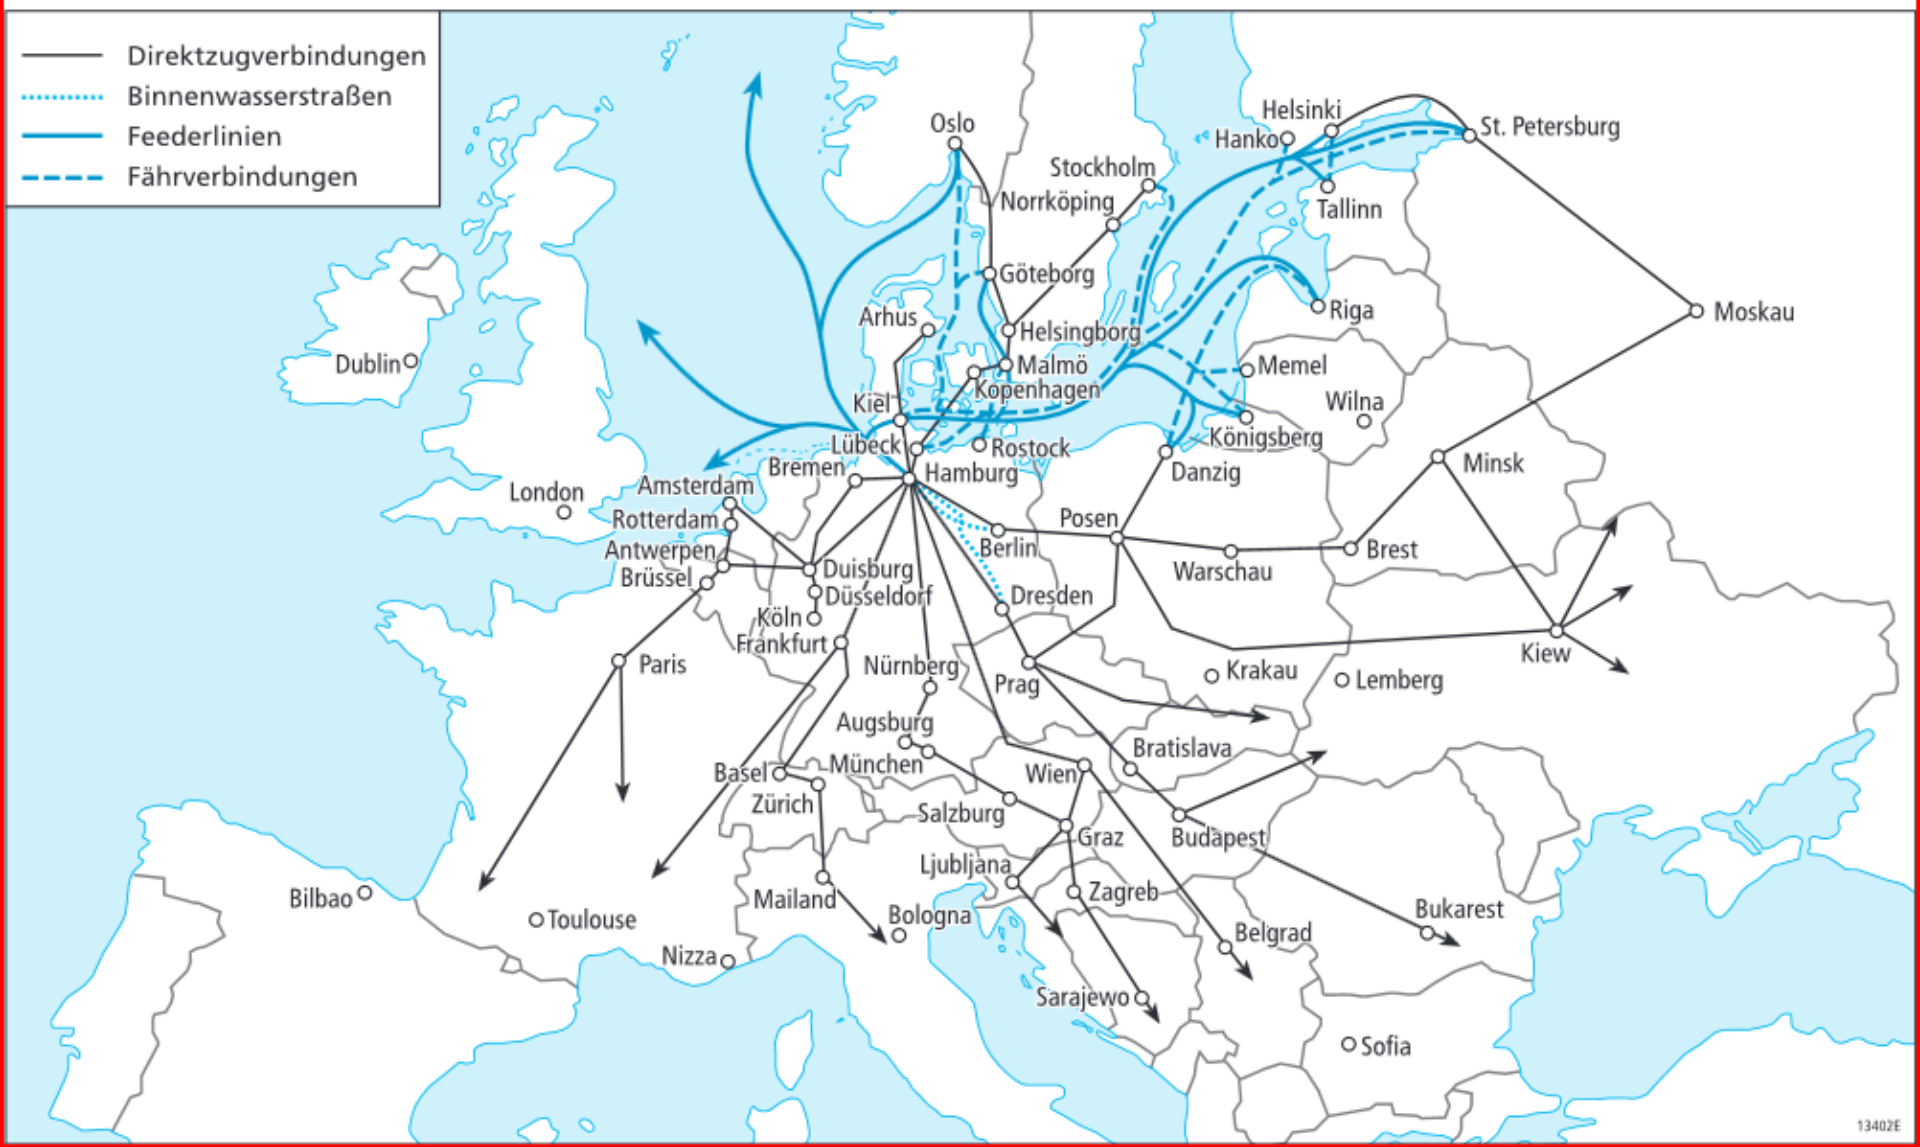 Direktzugverbindungen
Binnenwasserstraßen
Feederlinien
Fährverbindungen
Oslo
Helsinki
Hanko
St. Petersburg
Stockholm
Norrköping
Tallinn
Göteborg
Arhus
Helsingborg
Riga
Moskau
Dublin
Malmö
Kopenhagen
Memel
Kiel
Wilna
Lübeck
Rostock
Königsberg
Bremen
Hamburg
Danzig
Minsk
London
Amsterdam
Rotterdam
Posen
Berlin
Antwerpen
Brüssel
Duisburg
Warschau
Brest
Düsseldorf
Dresden
Köln
Frankfurt
Paris
Nürnberg
Prag
Krakau
Lemberg
Kiew
Augsburg
München
Bratislava
Basel
Wien
Zürich
Salzburg
Graz
Budapest
Ljubljana
Bilbao
Mailand
Zagreb
Toulouse
Bologna
Bukarest
Nizza
Belgrad
Sarajewo
Sofia
13402E